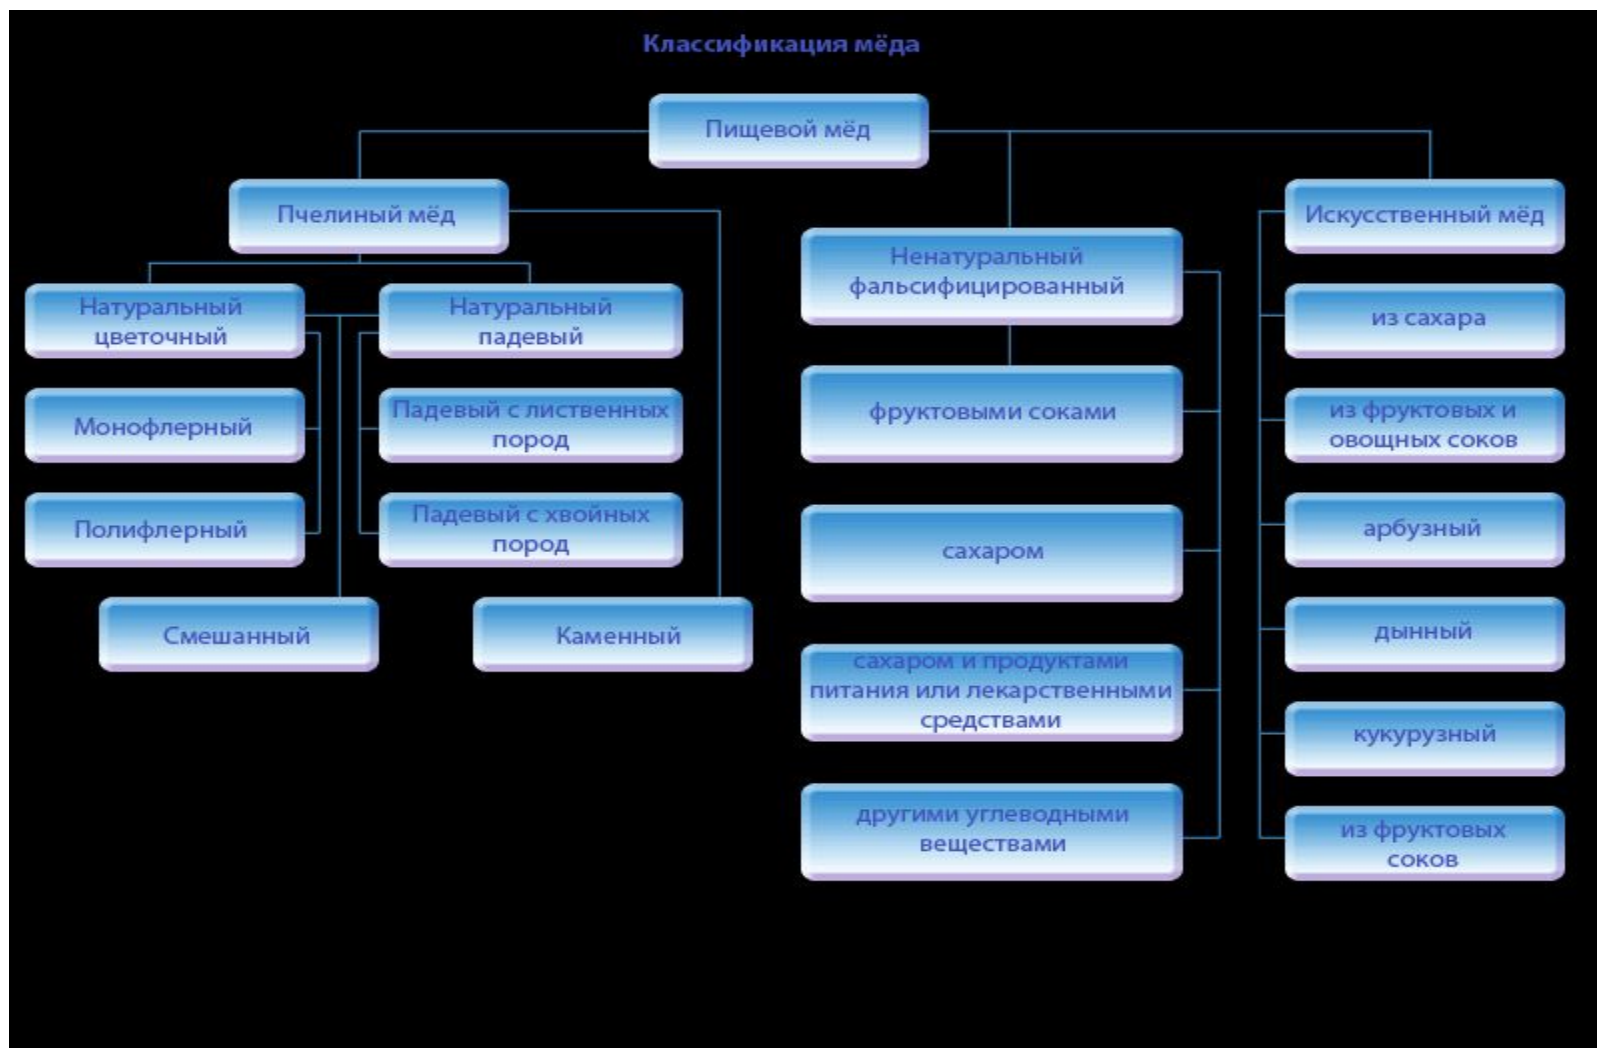 Классификация мёда
Пищевой мёд
Пчелиный мёд
Натуральный
цветочный
Монофлерный
Полифлерный
Натуральный
падевый
Падевый с лиственных
пород
Падевый с хвойных
пород
Смешанный
Каменный
Ненатуральный
фальсифицированный
фруктовыми соками
сахаром
сахаром и продуктами
питания или лекарственными
средствами
другими углеводными
веществами
Искусственный мёд
из сахара
из фруктовых и
овощных соков
арбузный
дынный
кукурузный
из фруктовых
соков